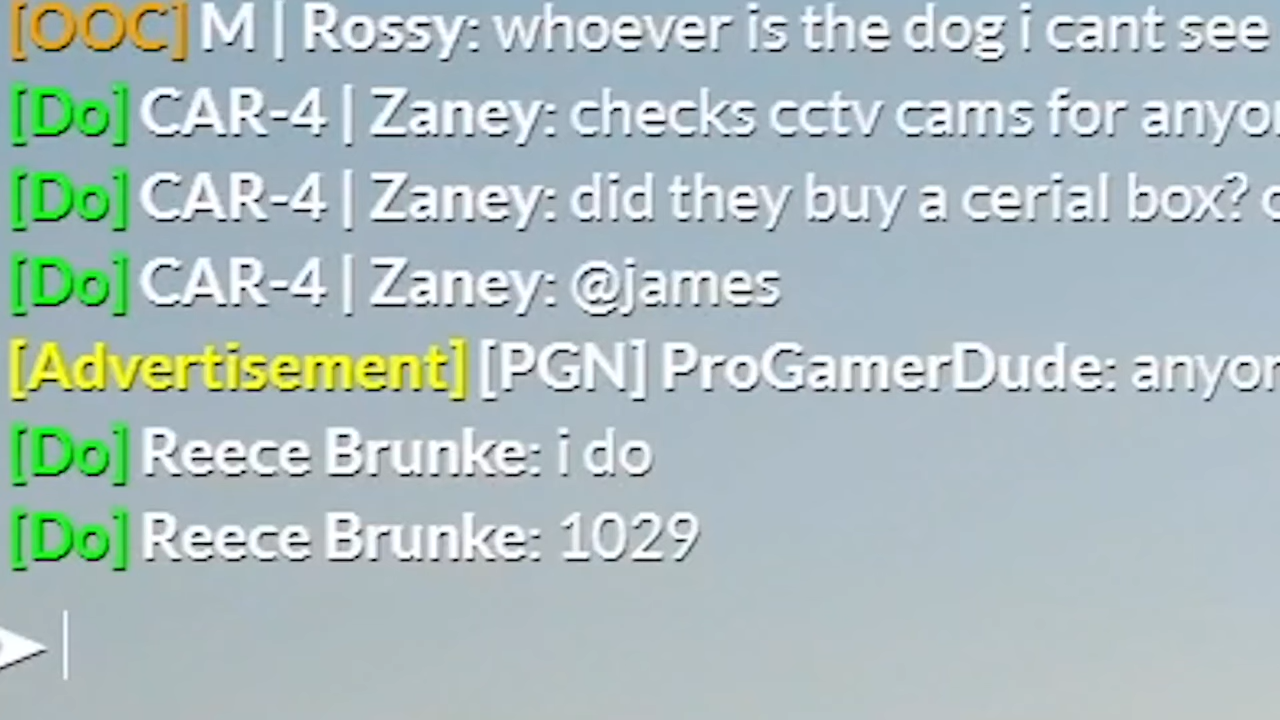 [OOC] M | Rossy: whoever is the dog i cant see
[Do] CAR-4 | Zaney: checks cctv cams for
[Do] CAR-4 | Zaney: did they buy a cerial box?
[Do] CAR-4 | Zaney: @james
[Advertisement] [PGN] ProGamerDude:
[Do] Reece Brunke: i do
[Do] Reece Brunke: 1029